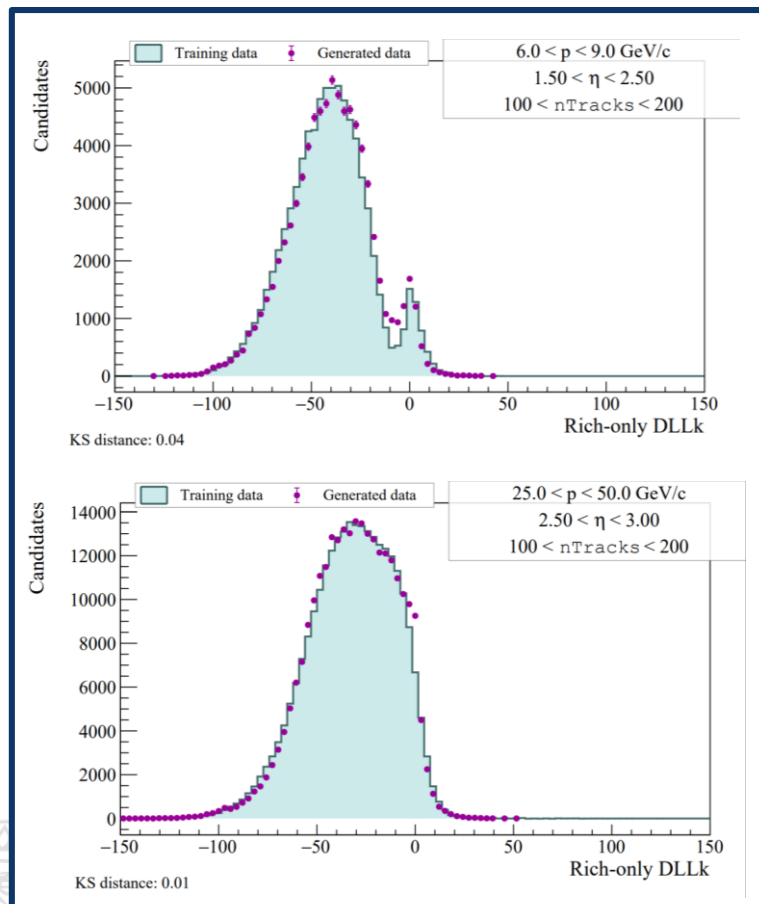 Training data Generated data
6.0 < p < 9.0 GeV/c
1.50 < η < 2.50
100 < nTracks < 200
Candidates
5000
4000
3000
2000
1000
0
−150 −100 −50 0 50 100 150
Rich-only DLLk
KS distance: 0.04
Training data Generated data
25.0 < p < 50.0 GeV/c
2.50 < η < 3.00
100 < nTracks < 200
Candidates
14000
12000
10000
8000
6000
4000
2000
0
−150 −100 −50 0 50 100 150
Rich-only DLLk
KS distance: 0.01